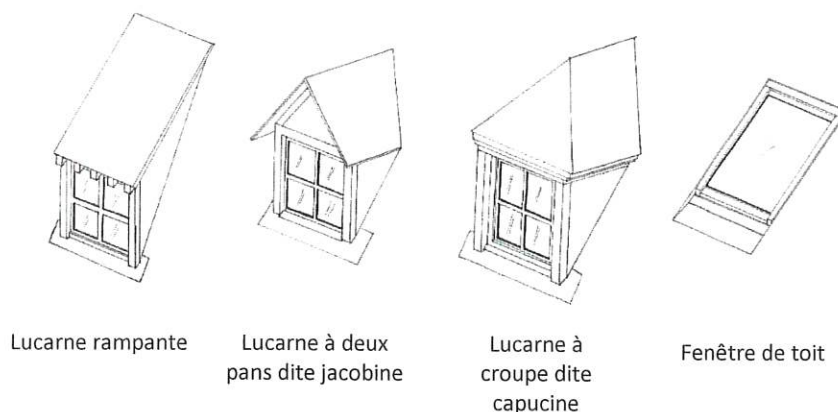 Lucarne rampante
Lucarne à deux
pans dite jacobine
Lucarne à
croupe dite
capucine
Fenêtre de toit